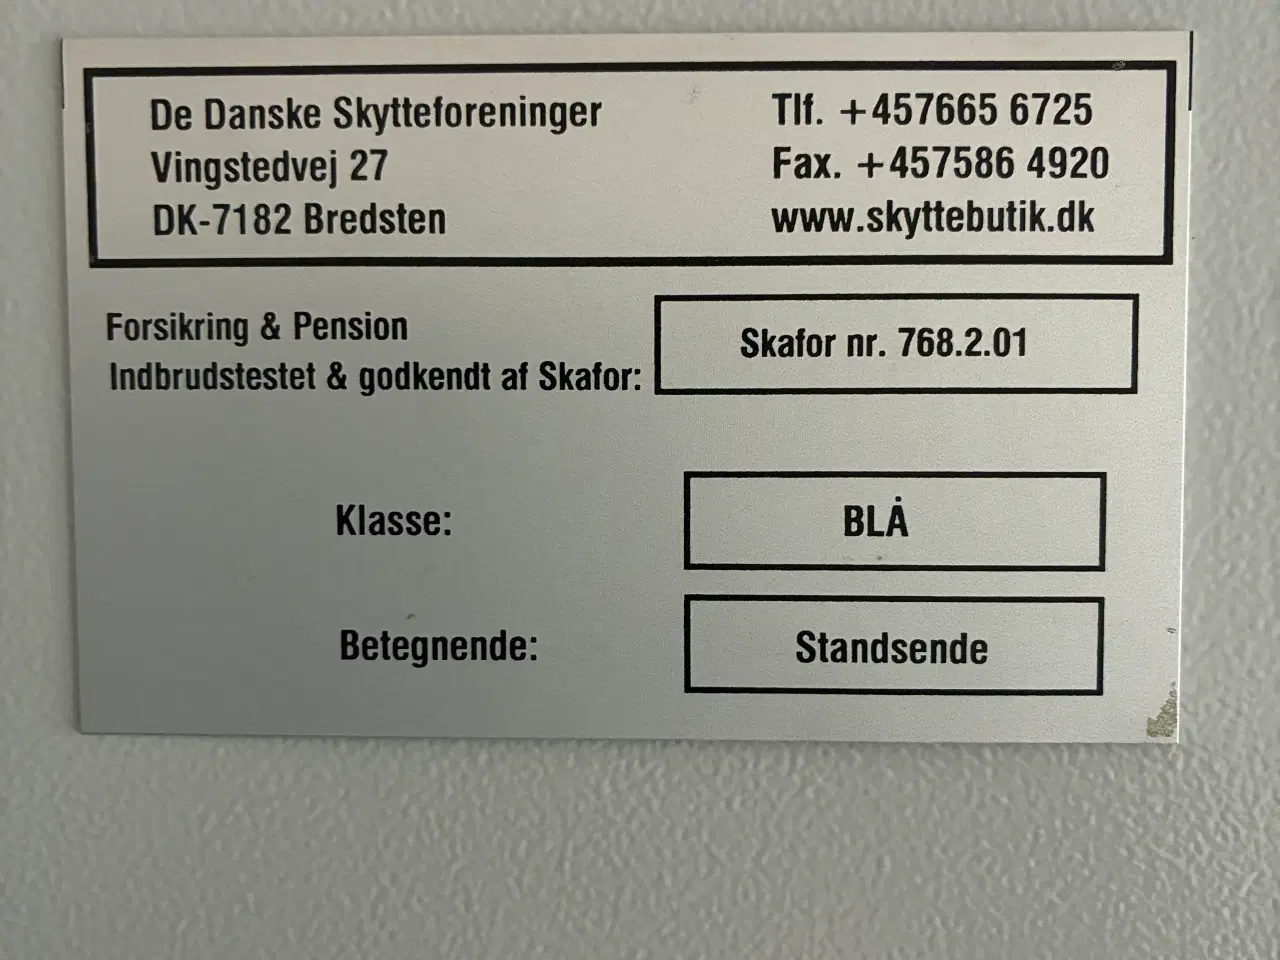 De Danske Skytteforeninger
Vingstedvej 27
DK-7182 Bredsten
Tlf. +457665 6725
Fax. +457586 4920
www.skyttebutik.dk
Forsikring & Pension
Indbrudstestet & godkendt af Skafor:
Skafor nr. 768.2.01
Klasse:
BLÅ
Betegnende:
Standsende